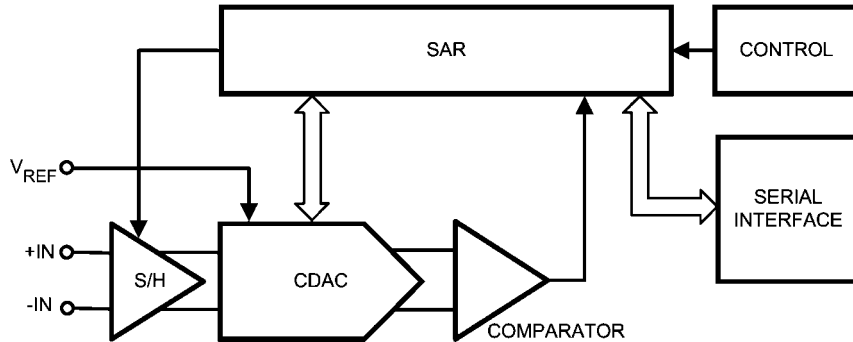 SAR
CONTROL
VREF
SERIAL
INTERFACE
+IN
S/H
CDAC
-IN
COMPARATOR